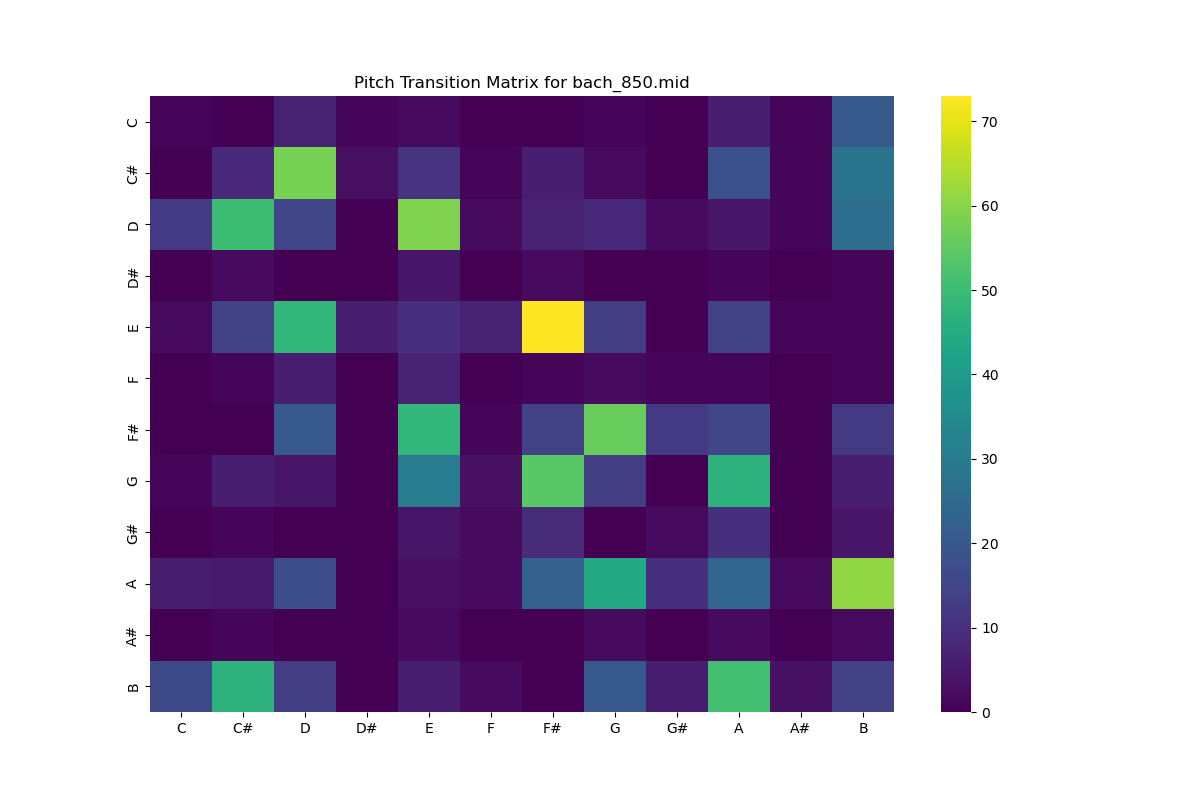 Pitch Transition Matrix for bach_850.mid
C
C#
D
D#
E
F
F#
G
G#
A
A#
B
C C# D D# E F F# G G# A A# B
70
60
50
40
30
20
10
0